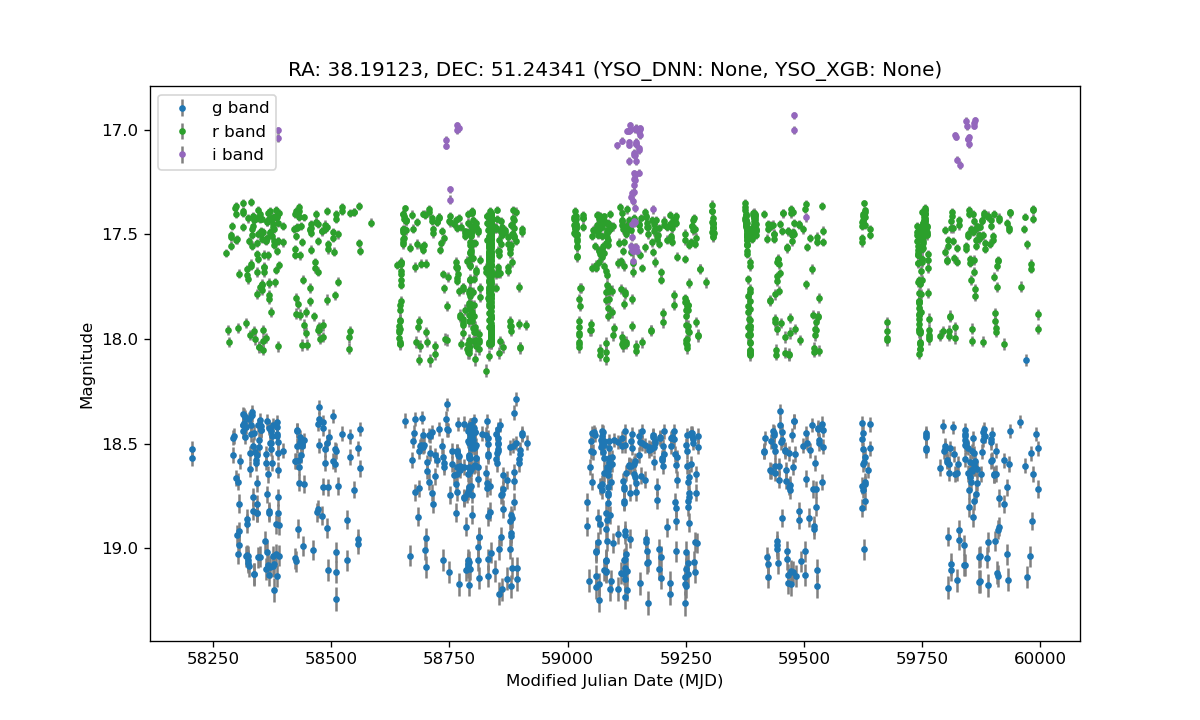 RA: 38.19123, DEC: 51.24341 (YSO_DNN: None, YSO_XGB: None)
g band
r band
i band
17.0
17.5
18.0
18.5
19.0
Magnitude
58250 58500 58750 59000 59250 59500 59750 60000
Modified Julian Date (MJD)